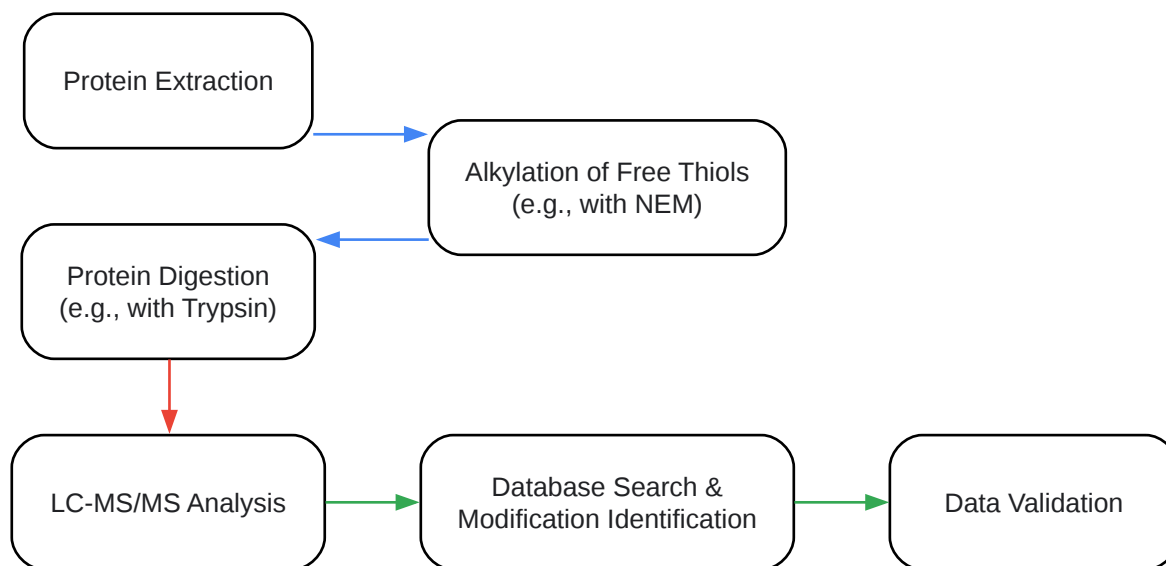 Protein Extraction
Alkylation of Free Thiols
(e.g., with NEM)
Protein Digestion
(e.g., with Trypsin)
LC-MS/MS Analysis
Database Search &
Modification Identification
Data Validation